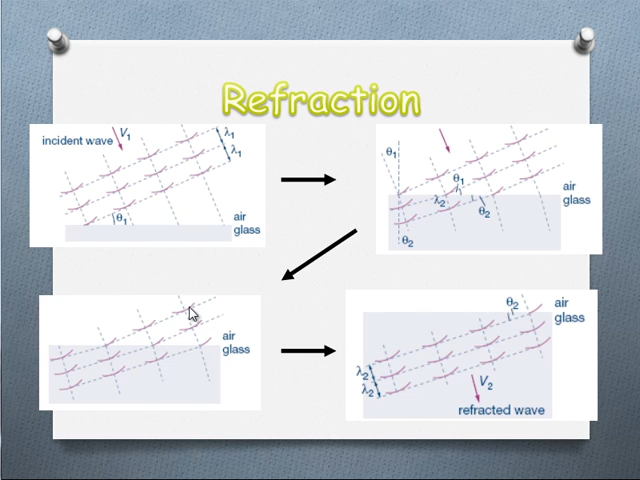 Refraction
incident wave
V1
λ1
λ1
θ1
air
glass
θ1
θ1
λ2
θ2
θ2
air
glass
air
glass
θ2
air
glass
λ2
λ2
V2
refracted wave